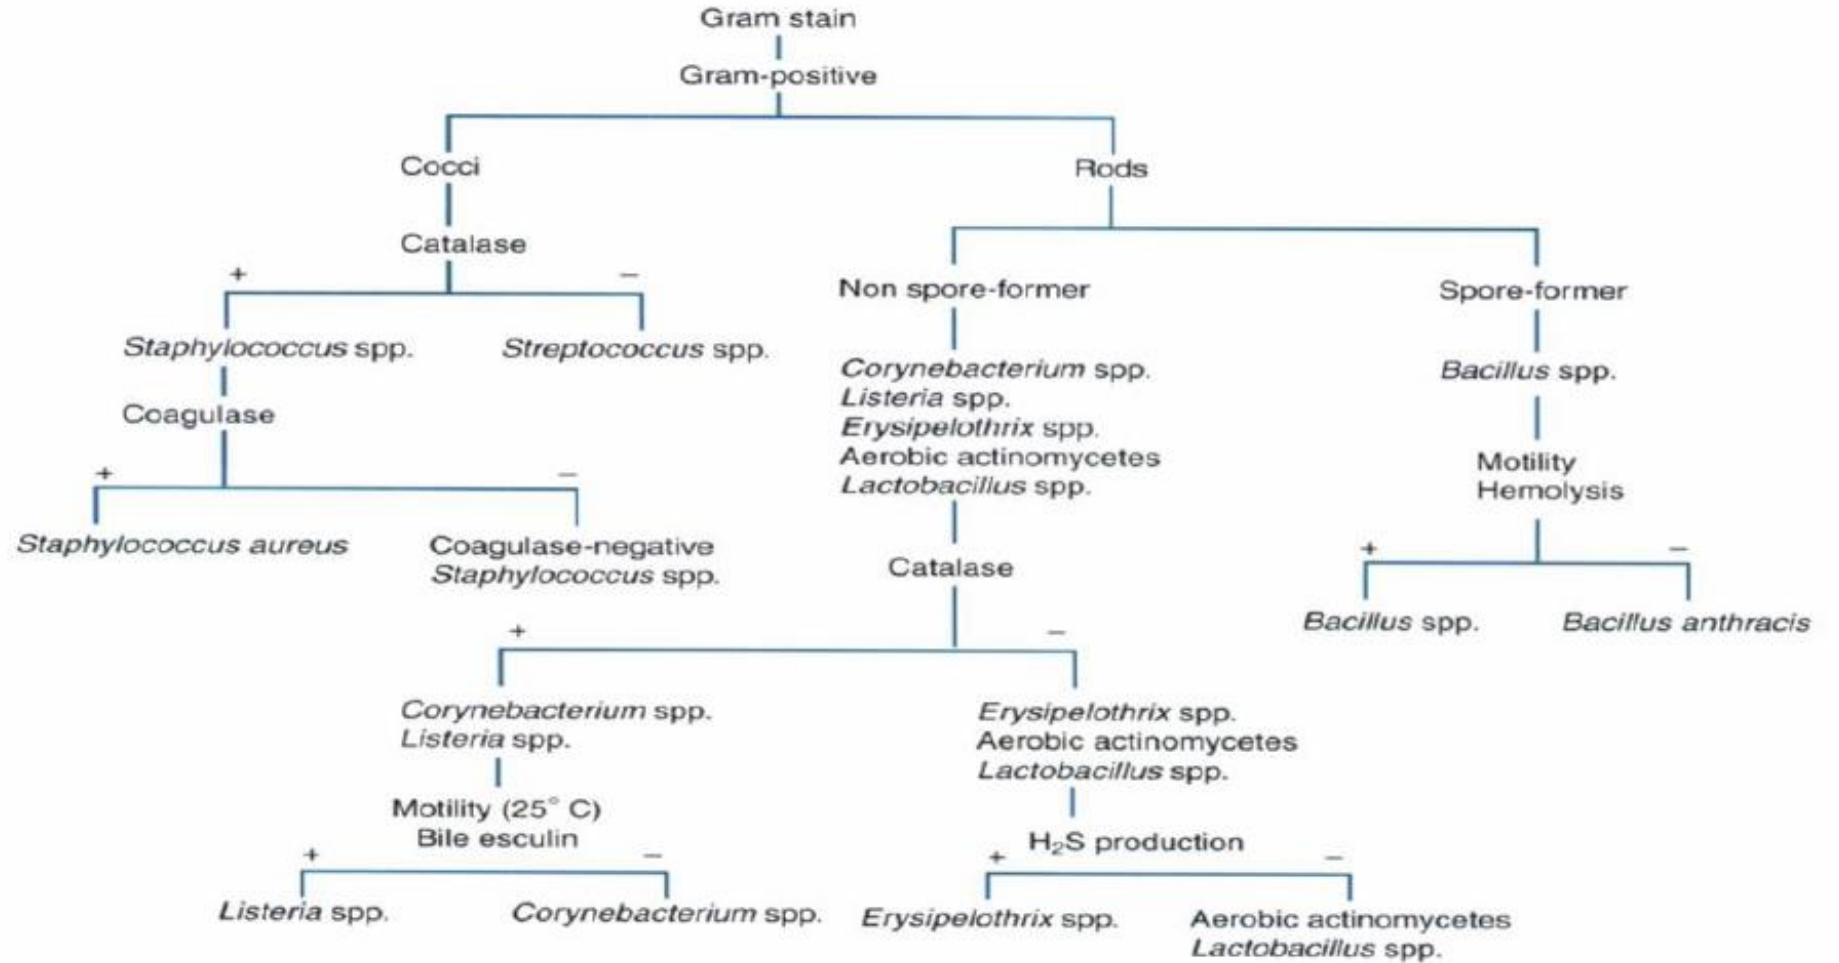 Gram stain
Gram-positive
Cocci
Rods
Catalase
+ −
Non spore-former
Spore-former
Staphylococcus spp.
Streptococcus spp.
Corynebacterium spp.
Listeria spp.
Erysipelothrix spp.
Aerobic actinomycetes
Lactobacillus spp.
Bacillus spp.
Coagulase
+ −
Motility
Hemolysis
+ −
Staphylococcus aureus
Coagulase-negative
Staphylococcus spp.
Catalase
+ −
Bacillus spp.
Bacillus anthracis
Corynebacterium spp.
Listeria spp.
Erysipelothrix spp.
Aerobic actinomycetes
Lactobacillus spp.
Motility (25° C)
Bile esculin
+ −
H₂S production
+ −
Listeria spp.
Corynebacterium spp.
Erysipelothrix spp.
Aerobic actinomycetes
Lactobacillus spp.